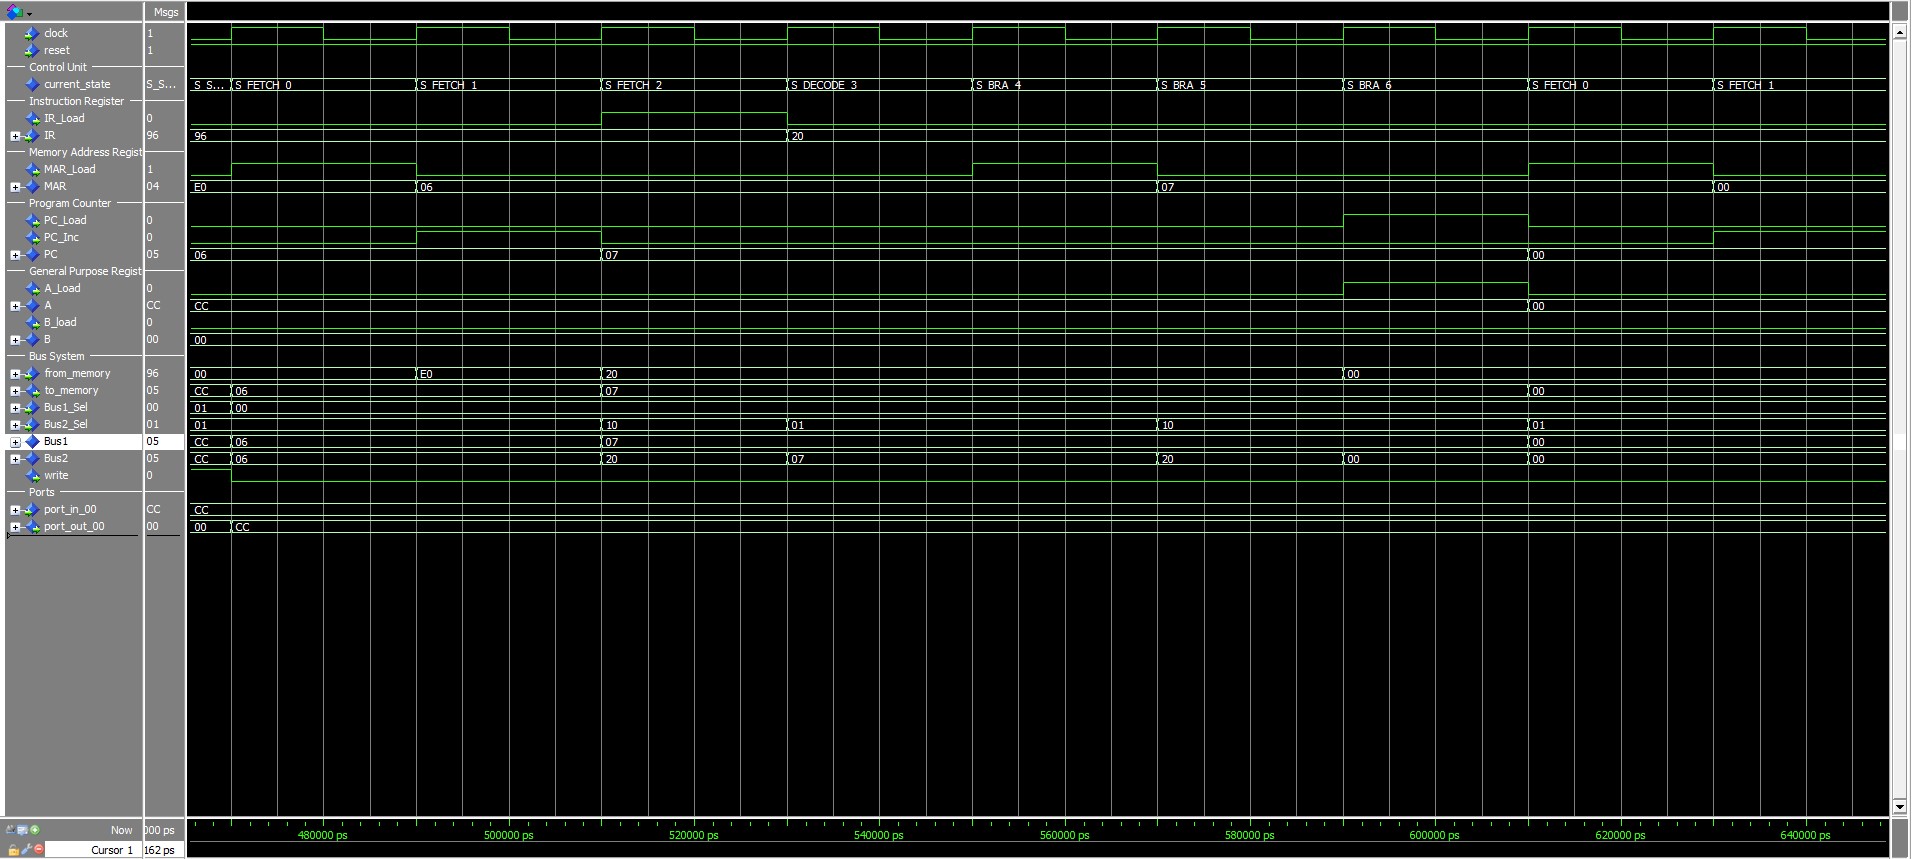 Msgs
clock 1
reset 1
Control Unit
current_state S_S... S_S... S_FETCH_0 S_FETCH_1 S_FETCH_2 S_DECODE_3 S_BRA_4 S_BRA_5 S_BRA_6 S_FETCH_0 S_FETCH_1
Instruction Register
IR_Load 0
IR 96 96 20
Memory Address Regist
MAR_Load 1
MAR 04 E0 06 07 00
Program Counter
PC_Load 0
PC_Inc 0
PC 05 06 07 00
General Purpose Regist
A_Load 0
A CC CC 00
B_load 0
B 00 00
Bus System
from_memory 96 00 E0 20 00
to_memory 05 CC 06 07 00
Bus1_Sel 00 01 00
Bus2_Sel 01 01 10 01 10 01
Bus1 05 CC 06 07 00
Bus2 05 CC 06 20 07 20 00 00
write 0
Ports
port_in_00 CC CC
port_out_00 00 00 CC
Now 000 ps 480000 ps 500000 ps 520000 ps 540000 ps 560000 ps 580000 ps 600000 ps 620000 ps 640000 ps
Cursor 1 162 ps